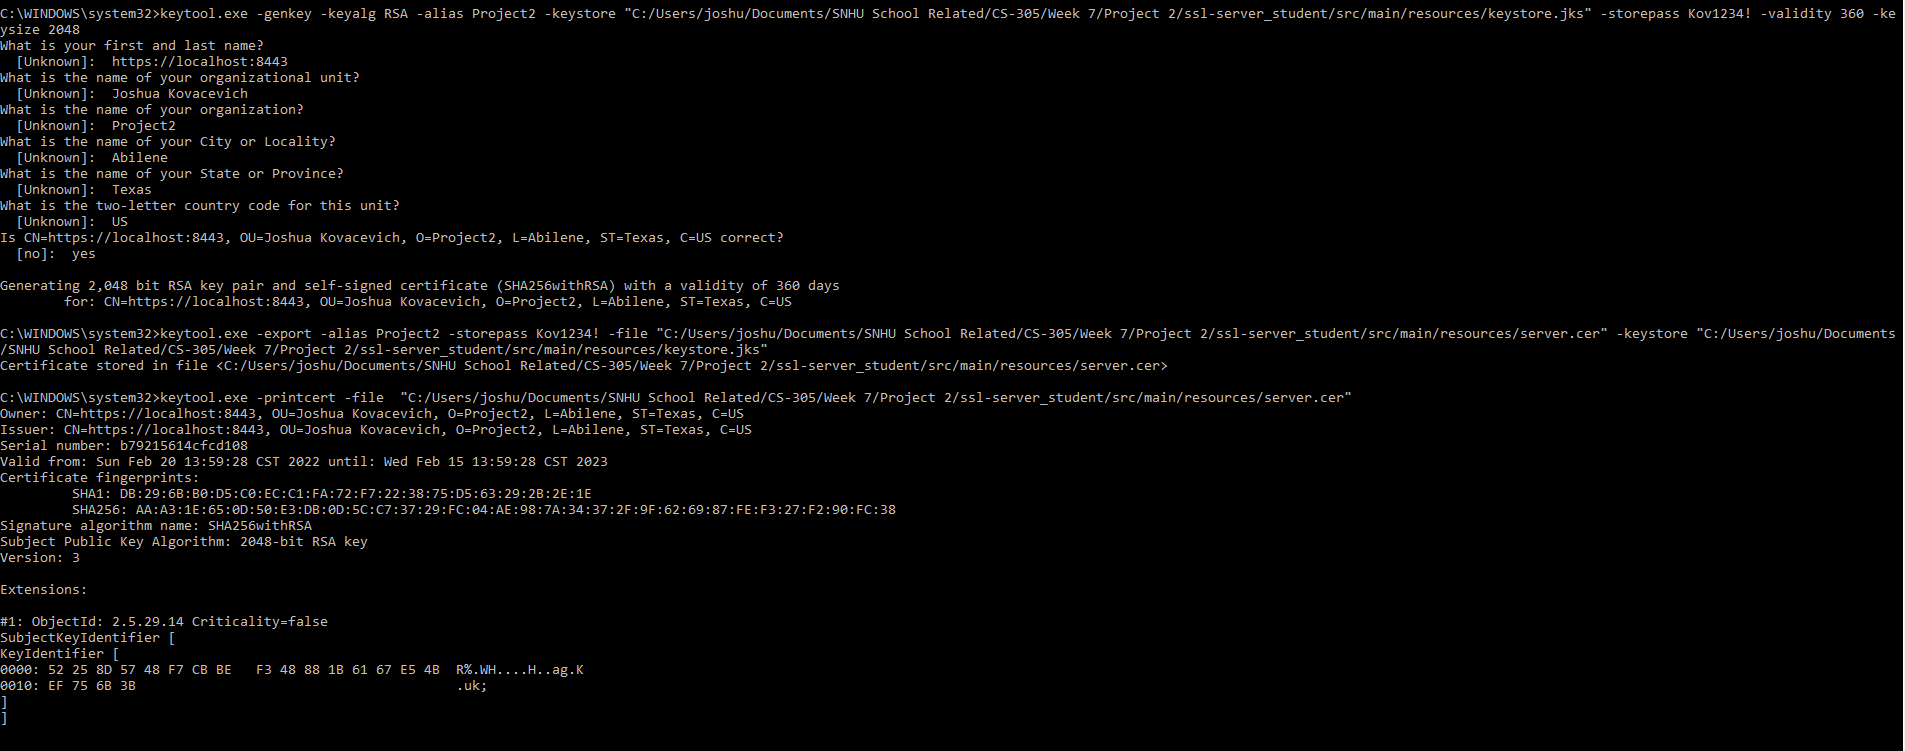 C:\WINDOWS\system32>keytool.exe -genkey -keyalg RSA -alias Project2 -keystore "C:/Users/joshu/Documents/SNHU School Related/CS-305/Week 7/Project 2/ssl-server_student/src/main/resources/keystore.jks" -storepass Kov1234! -validity 360 -ke
ysize 2048
What is your first and last name?
  [Unknown]:  https://localhost:8443
What is the name of your organizational unit?
  [Unknown]:  Joshua Kovacevich
What is the name of your organization?
  [Unknown]:  Project2
What is the name of your City or Locality?
  [Unknown]:  Abilene
What is the name of your State or Province?
  [Unknown]:  Texas
What is the two-letter country code for this unit?
  [Unknown]:  US
Is CN=https://localhost:8443, OU=Joshua Kovacevich, O=Project2, L=Abilene, ST=Texas, C=US correct?
  [no]:  yes

Generating 2,048 bit RSA key pair and self-signed certificate (SHA256withRSA) with a validity of 360 days
        for: CN=https://localhost:8443, OU=Joshua Kovacevich, O=Project2, L=Abilene, ST=Texas, C=US

C:\WINDOWS\system32>keytool.exe -export -alias Project2 -storepass Kov1234! -file "C:/Users/joshu/Documents/SNHU School Related/CS-305/Week 7/Project 2/ssl-server_student/src/main/resources/server.cer" -keystore "C:/Users/joshu/Documents
/SNHU School Related/CS-305/Week 7/Project 2/ssl-server_student/src/main/resources/keystore.jks"
Certificate stored in file <C:/Users/joshu/Documents/SNHU School Related/CS-305/Week 7/Project 2/ssl-server_student/src/main/resources/server.cer>

C:\WINDOWS\system32>keytool.exe -printcert -file  "C:/Users/joshu/Documents/SNHU School Related/CS-305/Week 7/Project 2/ssl-server_student/src/main/resources/server.cer"
Owner: CN=https://localhost:8443, OU=Joshua Kovacevich, O=Project2, L=Abilene, ST=Texas, C=US
Issuer: CN=https://localhost:8443, OU=Joshua Kovacevich, O=Project2, L=Abilene, ST=Texas, C=US
Serial number: b79215614cfcd108
Valid from: Sun Feb 20 13:59:28 CST 2022 until: Wed Feb 15 13:59:28 CST 2023
Certificate fingerprints:
         SHA1: DB:29:6B:B0:D5:C0:EC:C1:FA:72:F7:22:38:75:D5:63:29:2B:2E:1E
         SHA256: AA:A3:1E:65:0D:50:E3:DB:0D:5C:C7:37:29:FC:04:AE:98:7A:34:37:2F:9F:62:69:87:FE:F3:27:F2:90:FC:38
Signature algorithm name: SHA256withRSA
Subject Public Key Algorithm: 2048-bit RSA key
Version: 3

Extensions:

#1: ObjectId: 2.5.29.14 Criticality=false
SubjectKeyIdentifier [
KeyIdentifier [
0000: 52 25 8D 57 48 F7 CB BE   F3 48 88 1B 61 67 E5 4B  R%.WH....H..ag.K
0010: EF 75 6B 3B                                        .uk;
]
]